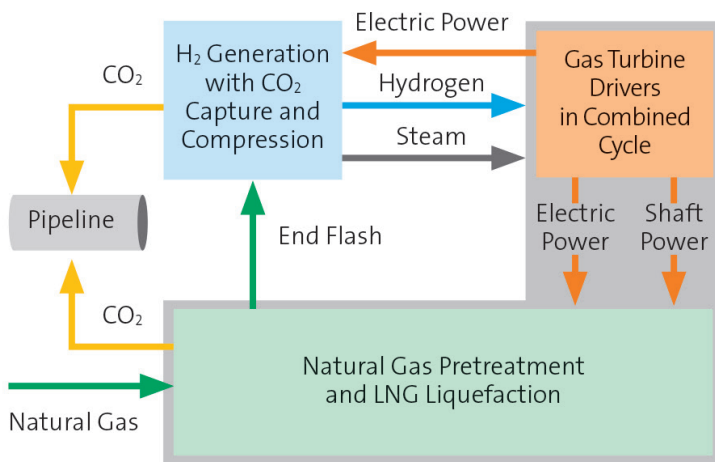 Electric Power
CO₂
H₂ Generation
with CO₂
Capture and
Compression
Hydrogen
Steam
Gas Turbine
Drivers
in Combined
Cycle
Pipeline
End Flash
Electric
Power
Shaft
Power
CO₂
Natural Gas
Natural Gas Pretreatment
and LNG Liquefaction